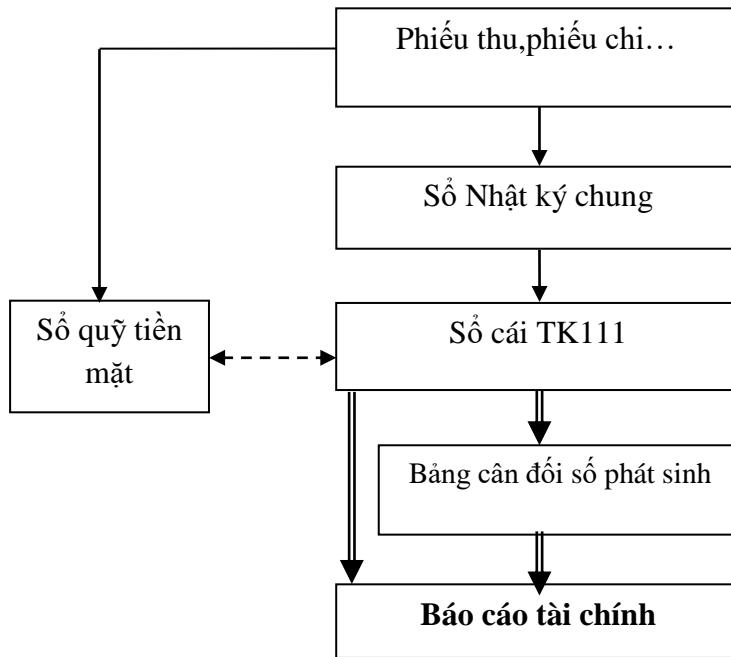 Phiếu thu,phiếu chi…
Sổ Nhật ký chung
Sổ quỹ tiền
mặt
Sổ cái TK111
Bảng cân đối số phát sinh
Báo cáo tài chính